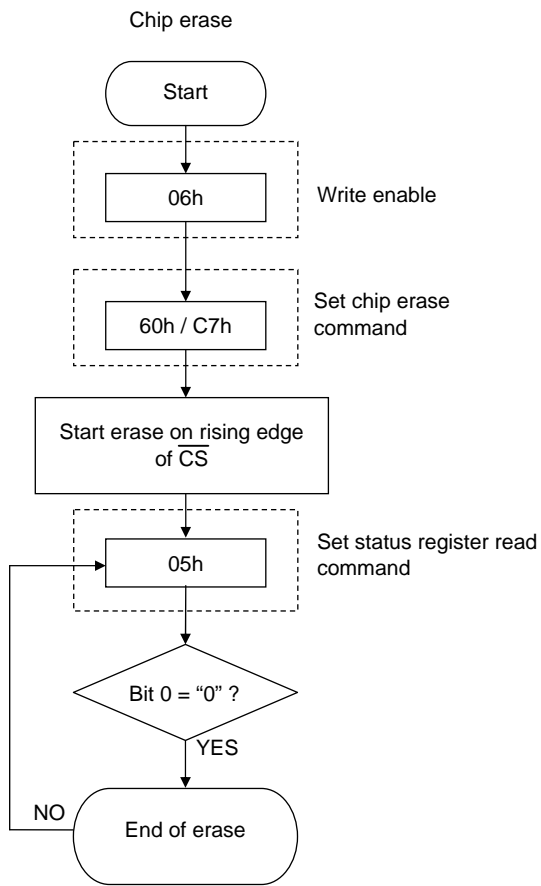 Chip erase
Start
06h
Write enable
60h / C7h
Set chip erase
command
Start erase on rising edge
of C̅S̅
05h
Set status register read
command
Bit 0 = “0” ?
YES
NO
End of erase